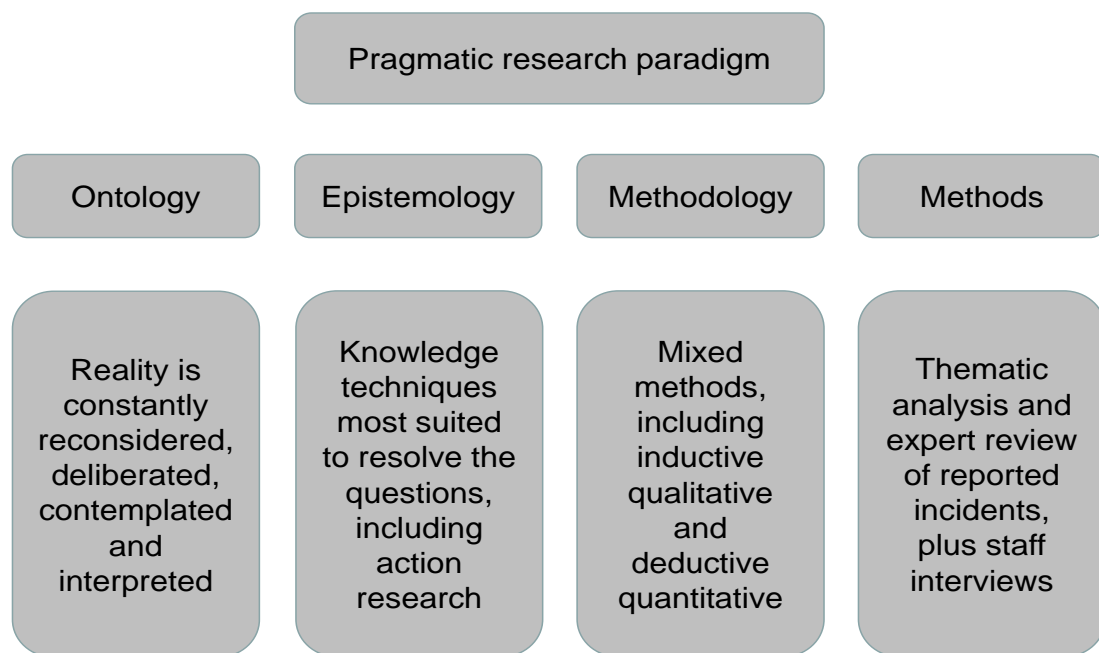 Pragmatic research paradigm
Ontology
Epistemology
Methodology
Methods
Reality is
constantly
reconsidered,
deliberated,
contemplated
and
interpreted
Knowledge
techniques
most suited
to resolve the
questions,
including
action
research
Mixed
methods,
including
inductive
qualitative
and
deductive
quantitative
Thematic
analysis and
expert review
of reported
incidents,
plus staff
interviews